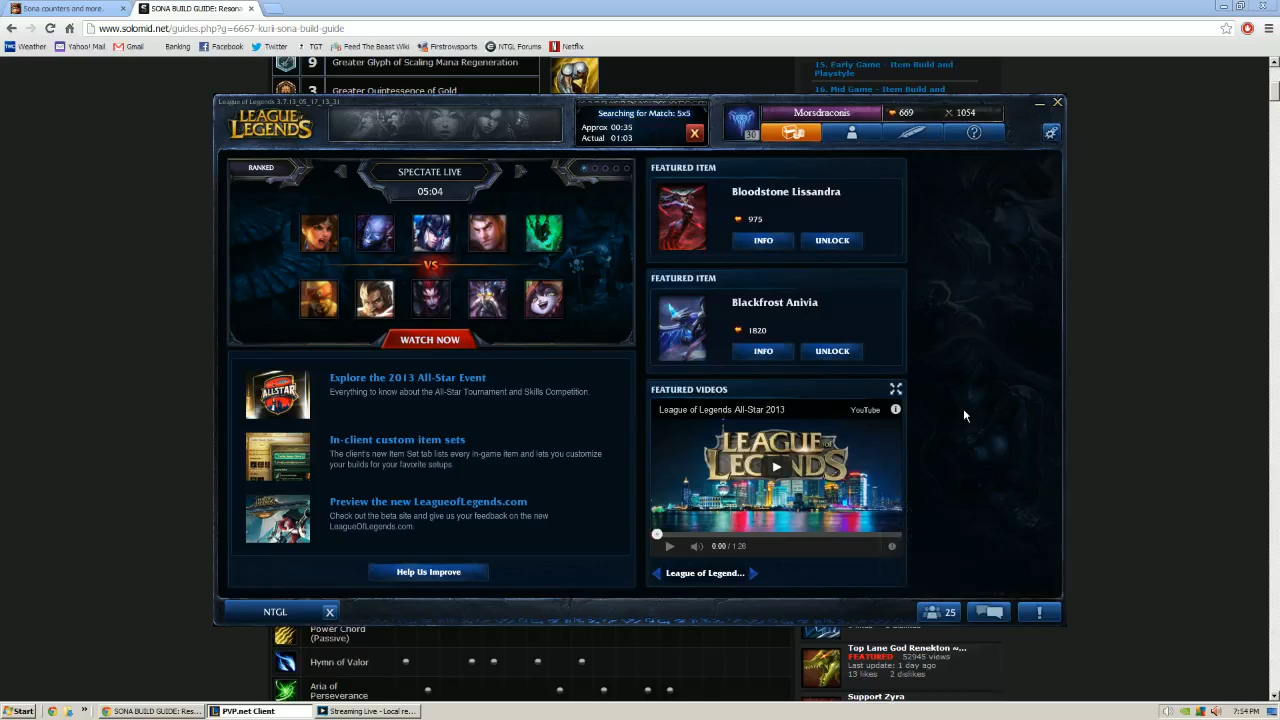 Sona counters and more.
SONA BUILD GUIDE: Resona
www.solomid.net/guides.php?g=6667-kurii-sona-build-guide
Weather Yahoo! Mail Gmail Banking Facebook Twitter TGT Feed The Beast Wiki Firstrowsports NTGL Forums Netflix
9 Greater Glyph of Scaling Mana Regeneration
3 Greater Quintessence of Gold
15. Early Game - Item Build and Playstyle
16. Mid Game - Item Build and
League of Legends 3.7.13_05_17_13_31
LEAGUE OF LEGENDS
Searching for Match: 5x5
Approx 00:35
Actual 01:03
X
30
Morsdraconis
669
1054
?
RANKED
SPECTATE LIVE
05:04
VS
WATCH NOW
FEATURED ITEM
Bloodstone Lissandra
975
INFO UNLOCK
FEATURED ITEM
Blackfrost Anivia
1820
INFO UNLOCK
ALLSTAR
Explore the 2013 All-Star Event
Everything to know about the All-Star Tournament and Skills Competition.
In-client custom item sets
The client's new Item Set tab lists every in-game item and lets you customize
your builds for your favorite setups
Preview the new LeagueofLegends.com
Check out the beta site and give us your feedback on the new
LeagueOfLegends.com.
Help Us Improve
FEATURED VIDEOS
League of Legends All-Star 2013 YouTube
LEAGUE OF LEGENDS
0:00 / 1:26
League of Legend...
NTGL X
25
!
Power Chord
(Passive)
Hymn of Valor
Aria of
Perseverance
Top Lane God Renekton ~...
FEATURED 52945 views
Last update: 1 day ago
13 likes 2 dislikes
Support Zyra
Start
SONA BUILD GUIDE: Res...
PVP.net Client
Streaming Live - Local re...
7:54 PM